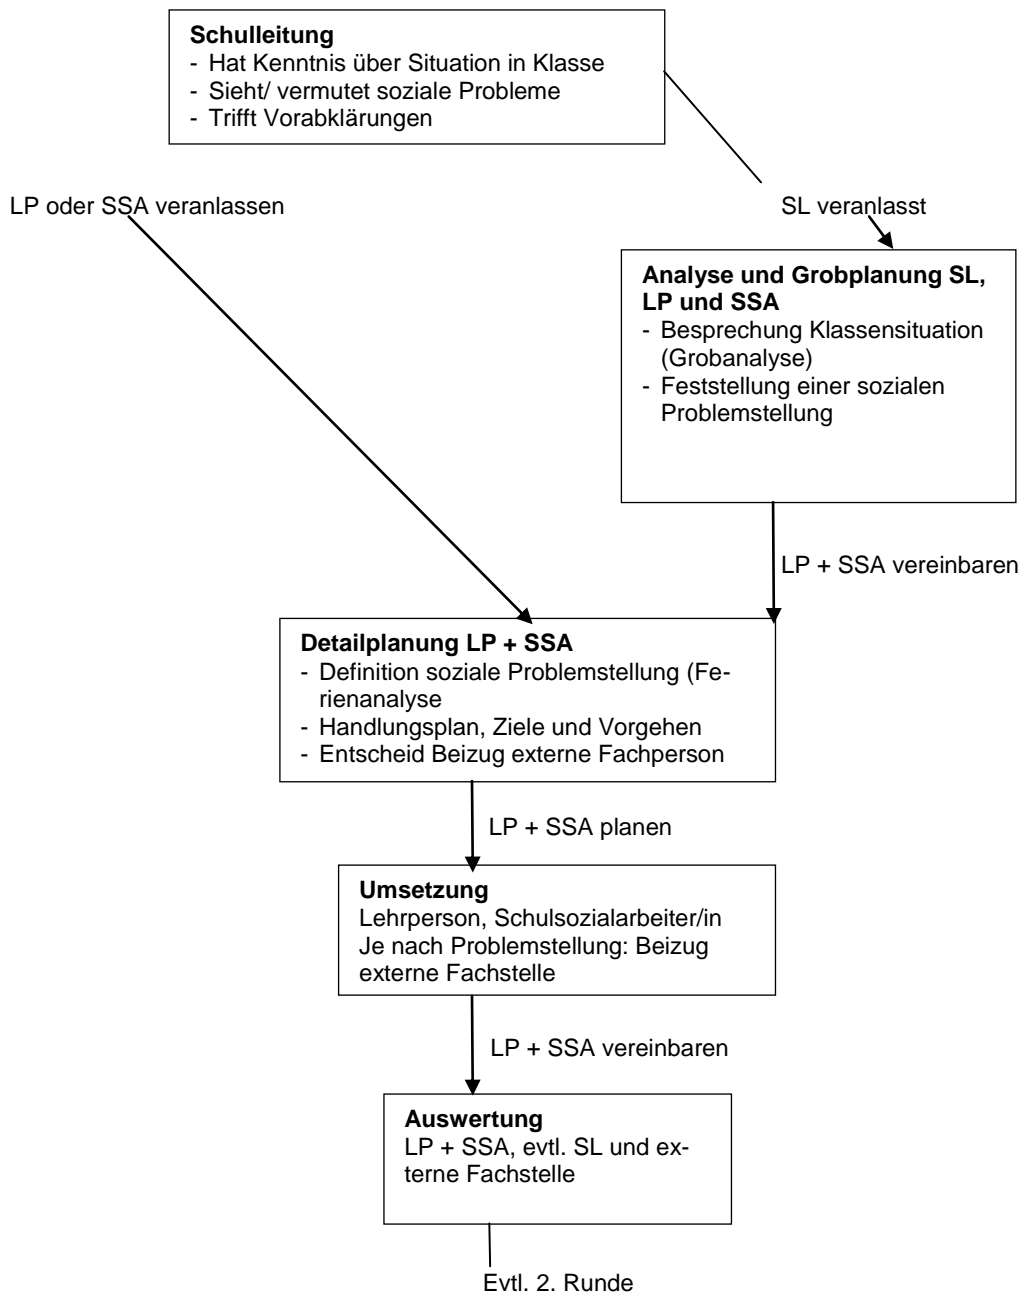 Schulleitung
- Hat Kenntnis über Situation in Klasse
- Sieht/ vermutet soziale Probleme
- Trifft Vorabklärungen
LP oder SSA veranlassen
SL veranlasst
Analyse und Grobplanung SL,
LP und SSA
- Besprechung Klassensituation
(Grobanalyse)
- Feststellung einer sozialen
Problemstellung
LP + SSA vereinbaren
Detailplanung LP + SSA
- Definition soziale Problemstellung (Fe-
rienanalyse
- Handlungsplan, Ziele und Vorgehen
- Entscheid Beizug externe Fachperson
LP + SSA planen
Umsetzung
Lehrperson, Schulsozialarbeiter/in
Je nach Problemstellung: Beizug
externe Fachstelle
LP + SSA vereinbaren
Auswertung
LP + SSA, evtl. SL und ex-
terne Fachstelle
Evtl. 2. Runde